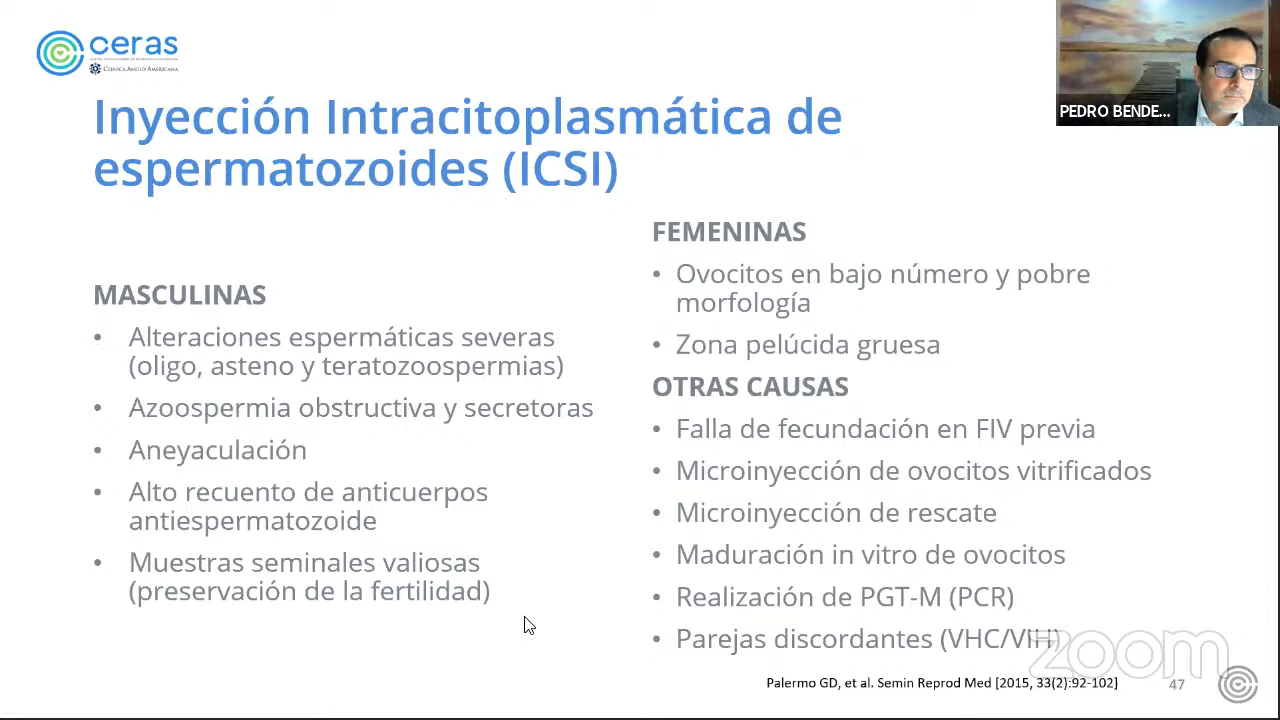 ceras
CLÍNICA ANGLO AMERICANA
PEDRO BENDE...
Inyección Intracitoplasmática de
espermatozoides (ICSI)
MASCULINAS
• Alteraciones espermáticas severas
(oligo, asteno y teratozoospermias)
• Azoospermia obstructiva y secretoras
• Aneyaculación
• Alto recuento de anticuerpos
antiespermatozoide
• Muestras seminales valiosas
(preservación de la fertilidad)
FEMENINAS
• Ovocitos en bajo número y pobre
morfología
• Zona pelúcida gruesa
OTRAS CAUSAS
• Falla de fecundación en FIV previa
• Microinyección de ovocitos vitrificados
• Microinyección de rescate
• Maduración in vitro de ovocitos
• Realización de PGT-M (PCR)
• Parejas discordantes (VHC/VIH)
zoom
Palermo GD, et al. Semin Reprod Med [2015, 33(2):92-102]
47